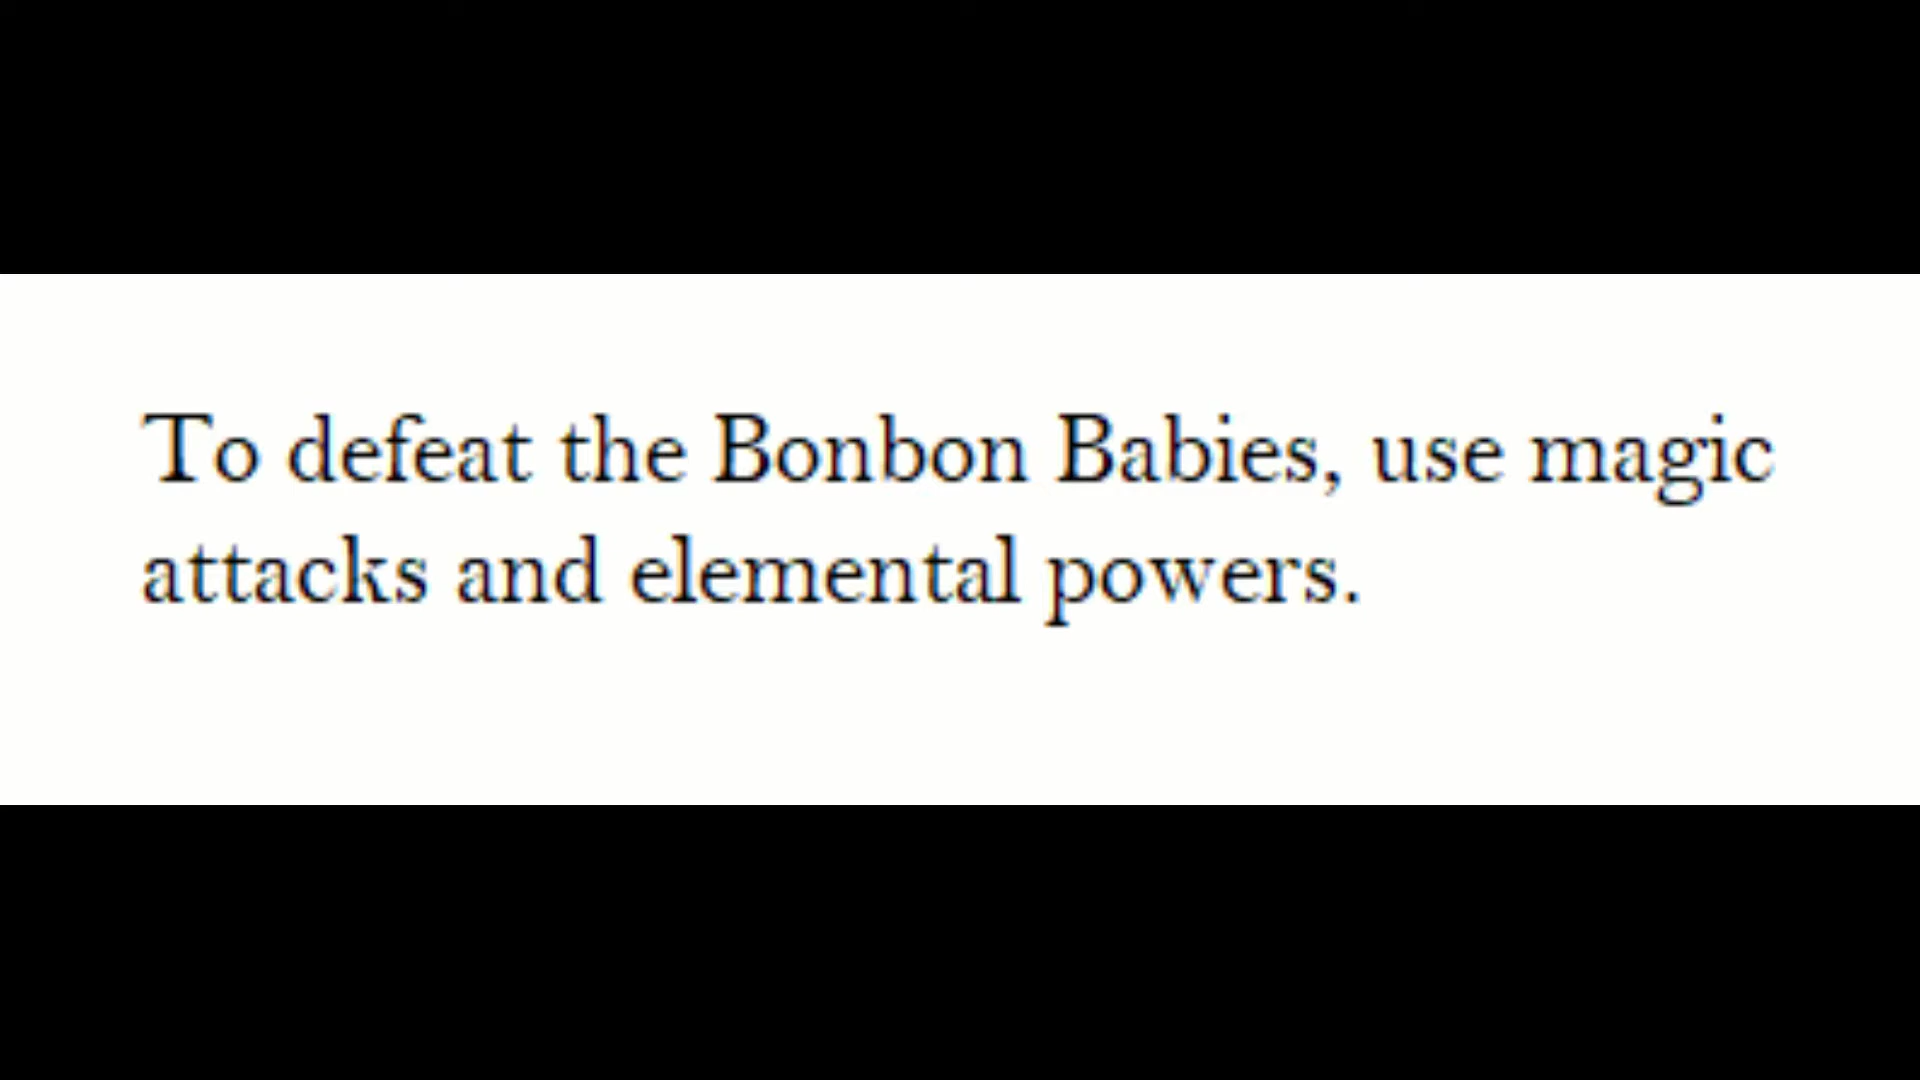 To defeat the Bonbon Babies, use magic
attacks and elemental powers.